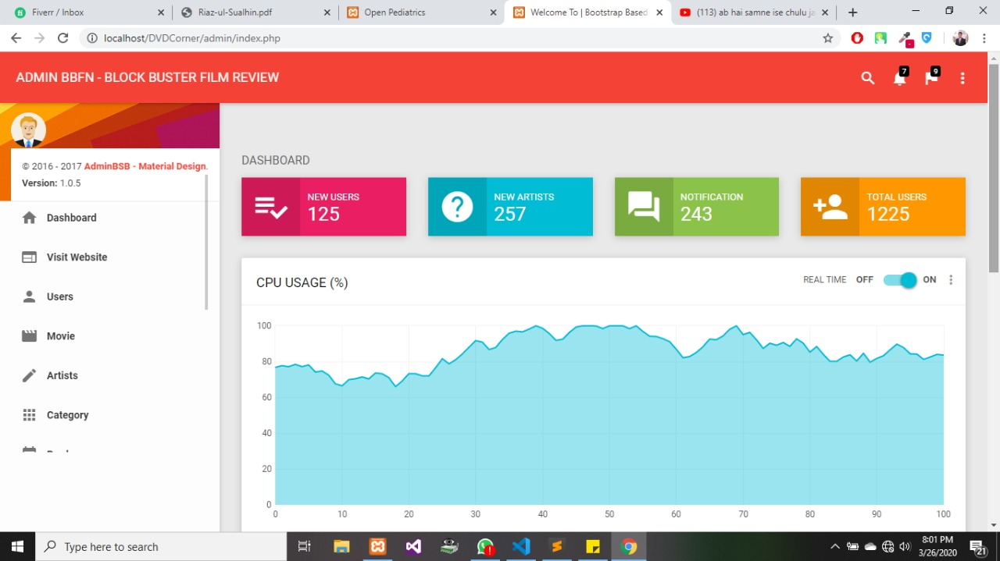 Fiverr / Inbox
Riaz-ul-Sualhin.pdf
Open Pediatrics
Welcome To | Bootstrap Based
(113) ab hai samne ise chulu ja
localhost/DVDCorner/admin/index.php
ADMIN BBFN - BLOCK BUSTER FILM REVIEW
7
9
© 2016 - 2017 AdminBSB - Material Design.
Version: 1.0.5
Dashboard
Visit Website
Users
Movie
Artists
Category
DASHBOARD
NEW USERS
125
NEW ARTISTS
257
NOTIFICATION
243
TOTAL USERS
1225
CPU USAGE (%)
REAL TIME OFF ON
100
80
60
40
20
0
0 10 20 30 40 50 60 70 80 90 100
Type here to search
8:01 PM
3/26/2020
21